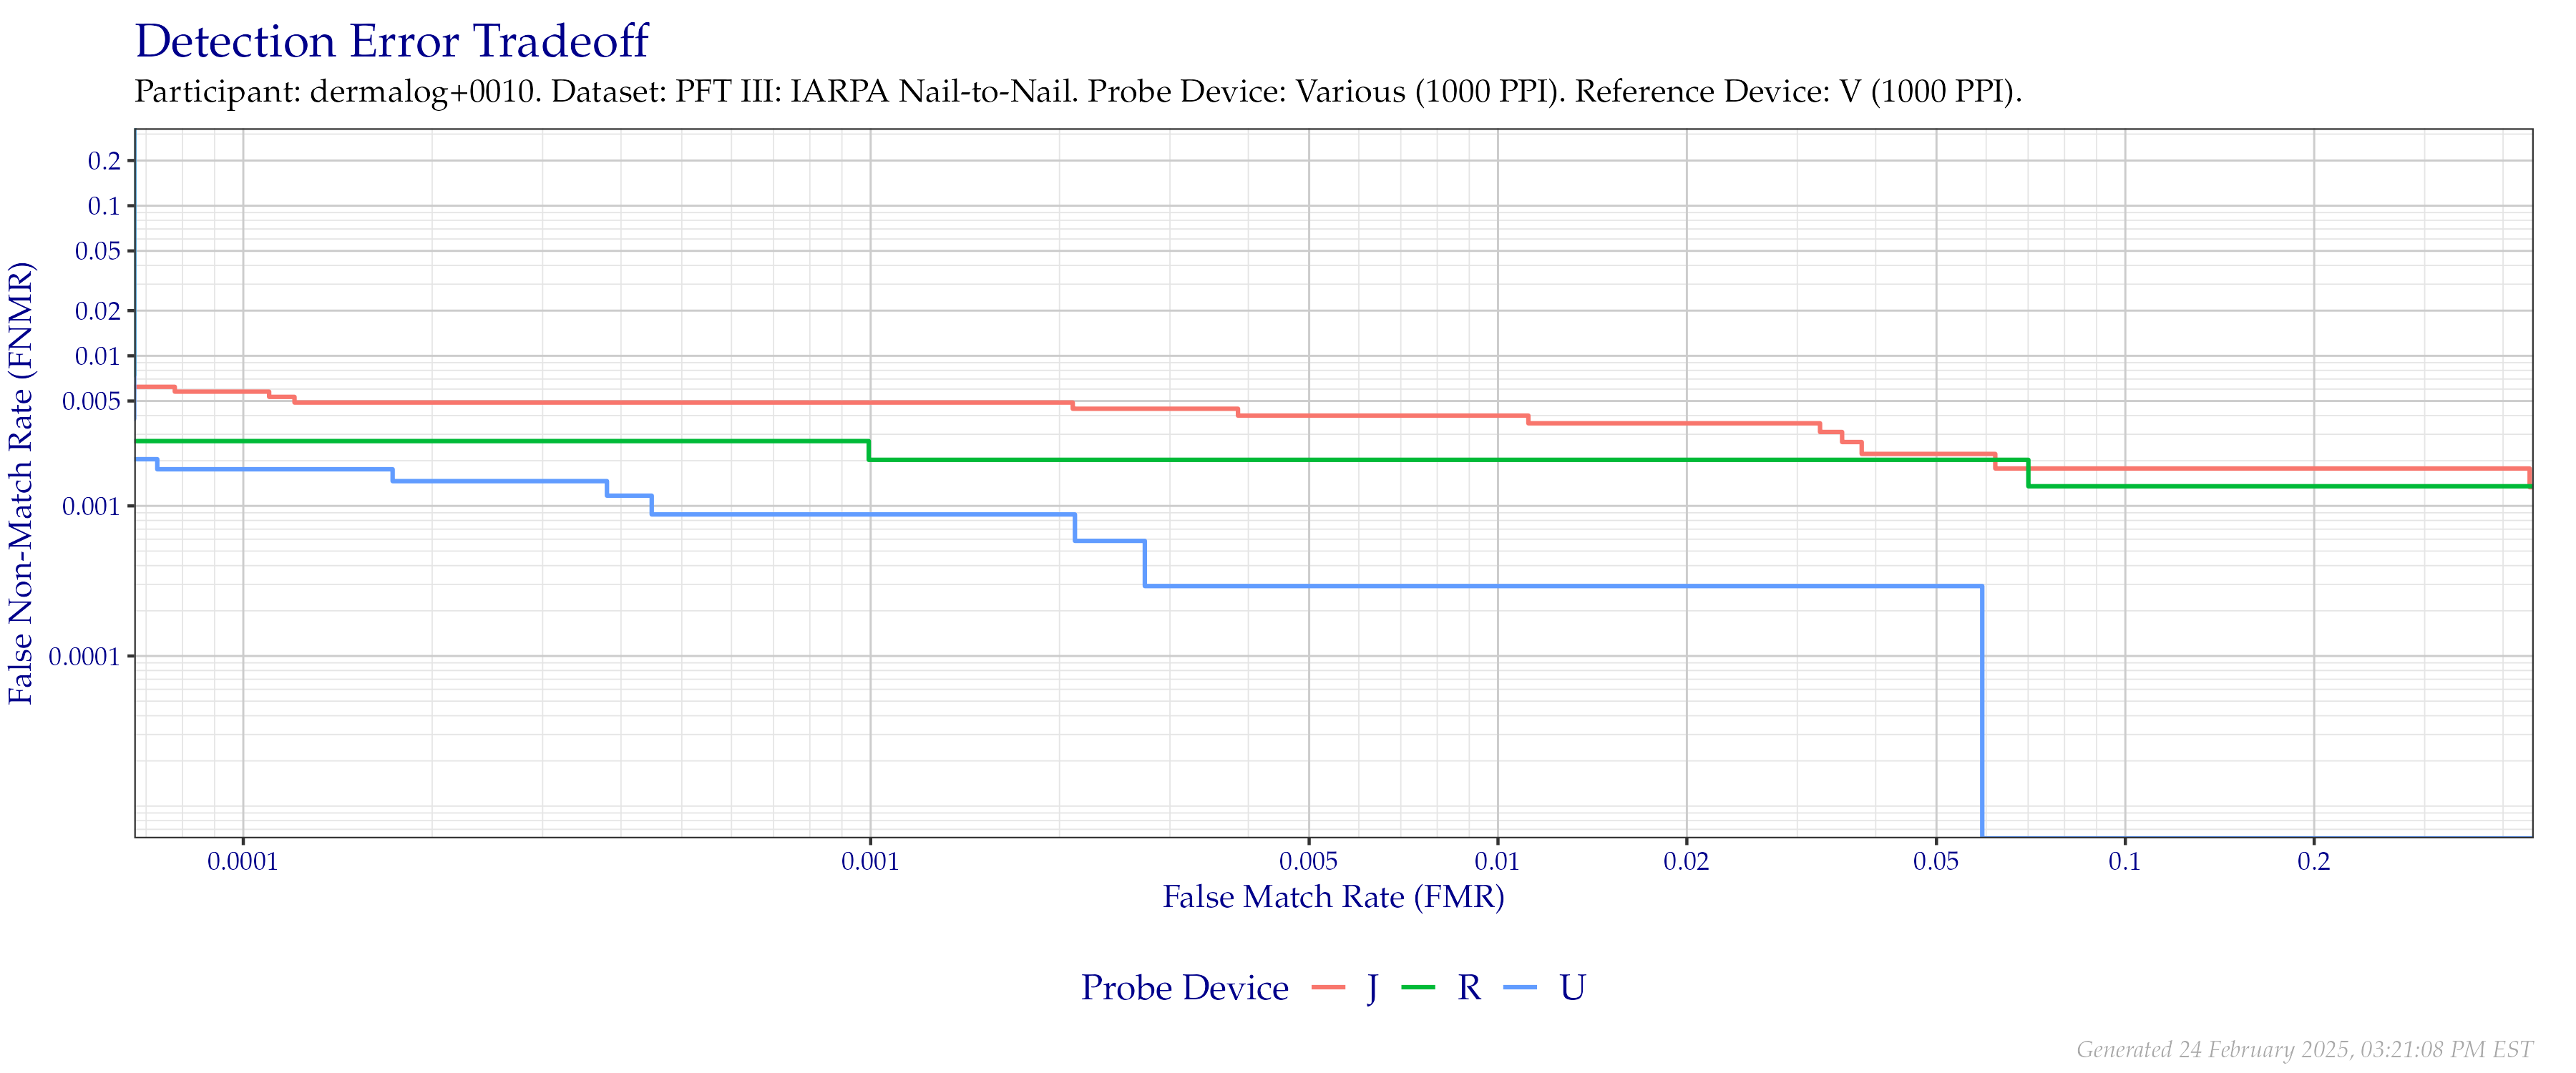 Detection Error Tradeoff
Participant: dermalog+0010. Dataset: PFT III: IARPA Nail-to-Nail. Probe Device: Various (1000 PPI). Reference Device: V (1000 PPI).
False Non-Match Rate (FNMR)
0.2
0.1
0.05
0.02
0.01
0.005
0.001
0.0001
0.0001 0.001 0.005 0.01 0.02 0.05 0.1 0.2
False Match Rate (FMR)
Probe Device J R U
Generated 24 February 2025, 03:21:08 PM EST